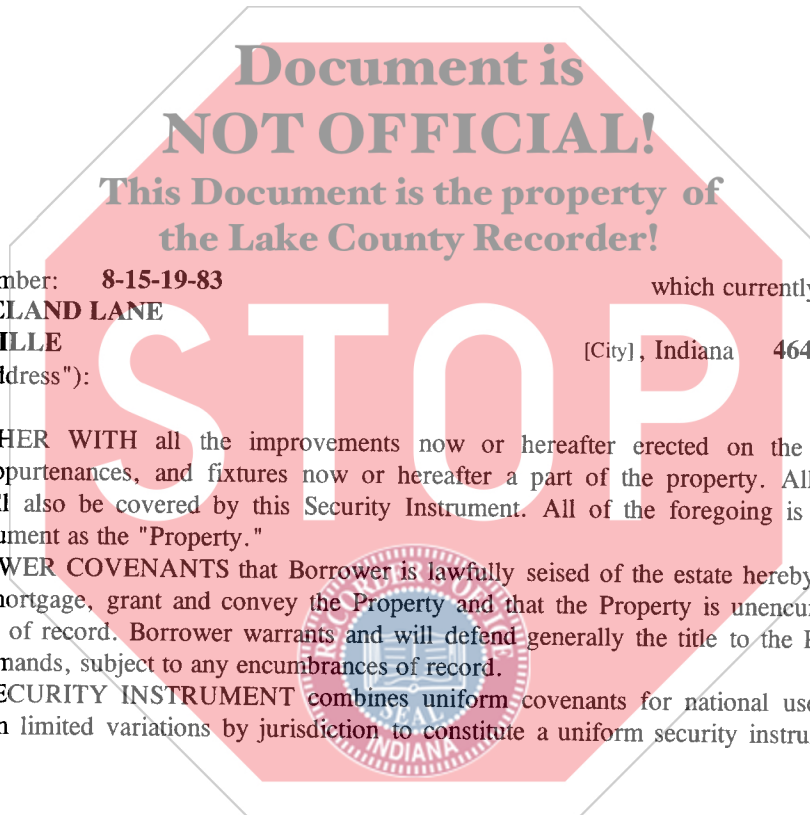 Document is
NOT OFFICIAL!
This Document is the property of
the Lake County Recorder!
mber: 8-15-19-83 which currently
CLAND LANE
ILLE
[City], Indiana 464
ddress"):
STOP
HER WITH all the improvements now or hereafter erected on the
ppurtenances, and fixtures now or hereafter a part of the property. All
l also be covered by this Security Instrument. All of the foregoing is
ument as the "Property."
WER COVENANTS that Borrower is lawfully seised of the estate hereby
mortgage, grant and convey the Property and that the Property is unencu
of record. Borrower warrants and will defend generally the title to the
mands, subject to any encumbrances of record.
ECURITY INSTRUMENT combines uniform covenants for national use
limited variations by jurisdiction to constitute a uniform security instru
SEAL
INDIANA